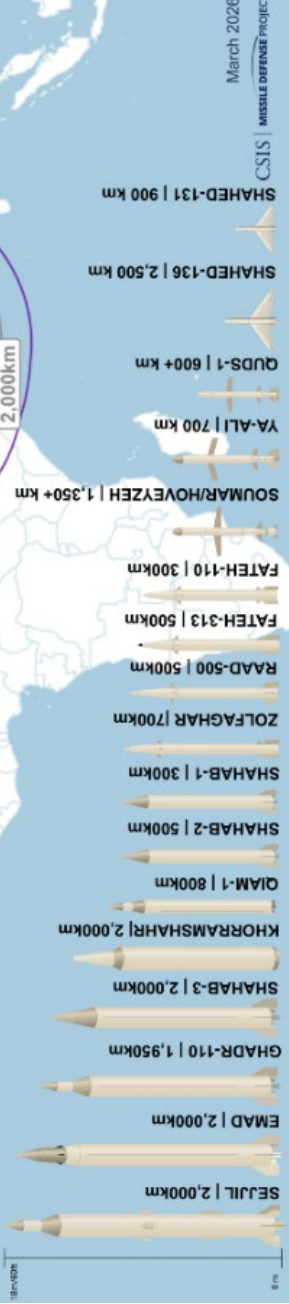 March 2026
CSIS | MISSILE DEFENSE PROJEC
SHAHED-131 | 900 km
SHAHED-136 | 2,500 km
2,000km
QUDS-1 | 600+ km
YA-ALI | 700 km
SOUMAR/HOVEYZEH | 1,350+ km
FATEH-110 | 300km
FATEH-313 | 500km
RAAD-500 | 500km
ZOLFAGHAR |700km
SHAHAB-1 | 300km
SHAHAB-2 | 500km
QIAM-1 | 800km
KHORRAMSHAHR| 2,000km
SHAHAB-3 | 2,000km
GHADR-110 | 1,950km
EMAD | 2,000km
SEJJIL | 2,000km
18m/60ft
0 m